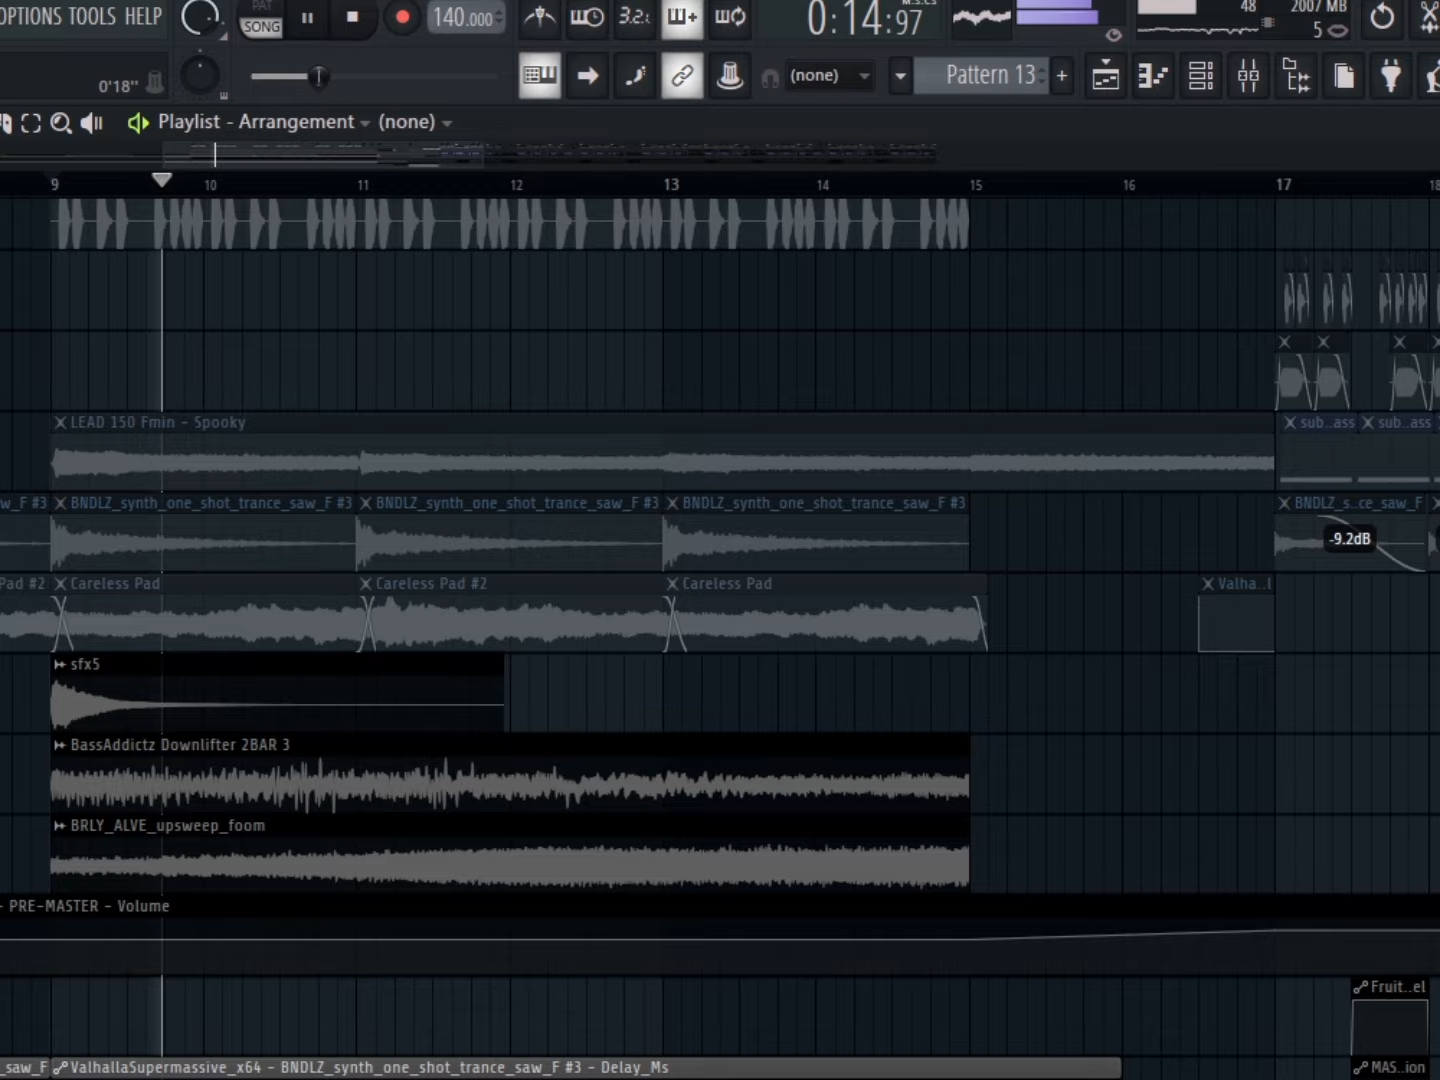 OPTIONS TOOLS HELP
PAT
SONG
140.000
3.2.
M:S:CS
0:14:97
48
2007 MB
5
0'18"
(none)
Pattern 13
+
Playlist - Arrangement
(none)
9 10 11 12 13 14 15 16 17 18
LEAD 150 Fmin - Spooky
sub..ass
sub..ass
w_F #3
BNDLZ_synth_one_shot_trance_saw_F #3
BNDLZ_synth_one_shot_trance_saw_F #3
BNDLZ_synth_one_shot_trance_saw_F #3
BNDLZ_s..ce_saw_F
-9.2dB
Pad #2
Careless Pad
Careless Pad #2
Careless Pad
Valha..l
sfx5
BassAddictz Downlifter 2BAR 3
BRLY_ALVE_upsweep_foom
- PRE-MASTER - Volume
Fruit..el
_saw_F
ValhallaSupermassive_x64 - BNDLZ_synth_one_shot_trance_saw_F #3 - Delay_Ms
MAS..ion